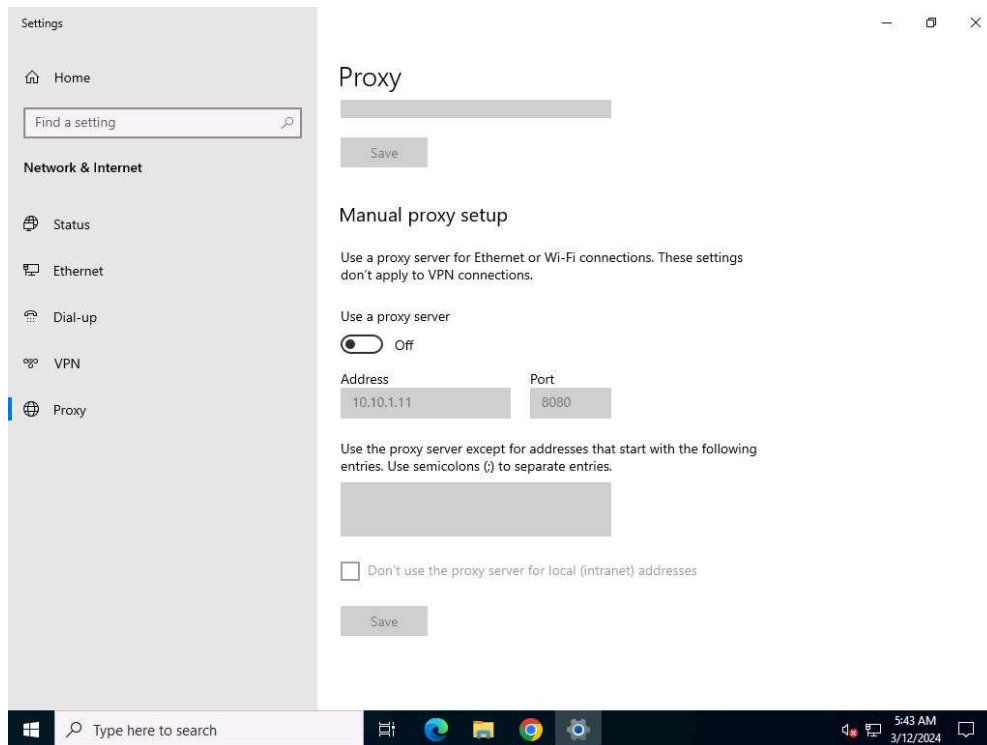 Settings
Home
Find a setting
Network & Internet
Status
Ethernet
Dial-up
VPN
Proxy
Proxy
Save
Manual proxy setup
Use a proxy server for Ethernet or Wi-Fi connections. These settings
don't apply to VPN connections.
Use a proxy server
Off
Address Port
10.10.1.11 8080
Use the proxy server except for addresses that start with the following
entries. Use semicolons (;) to separate entries.
Don't use the proxy server for local (intranet) addresses
Save
Type here to search
5:43 AM
3/12/2024